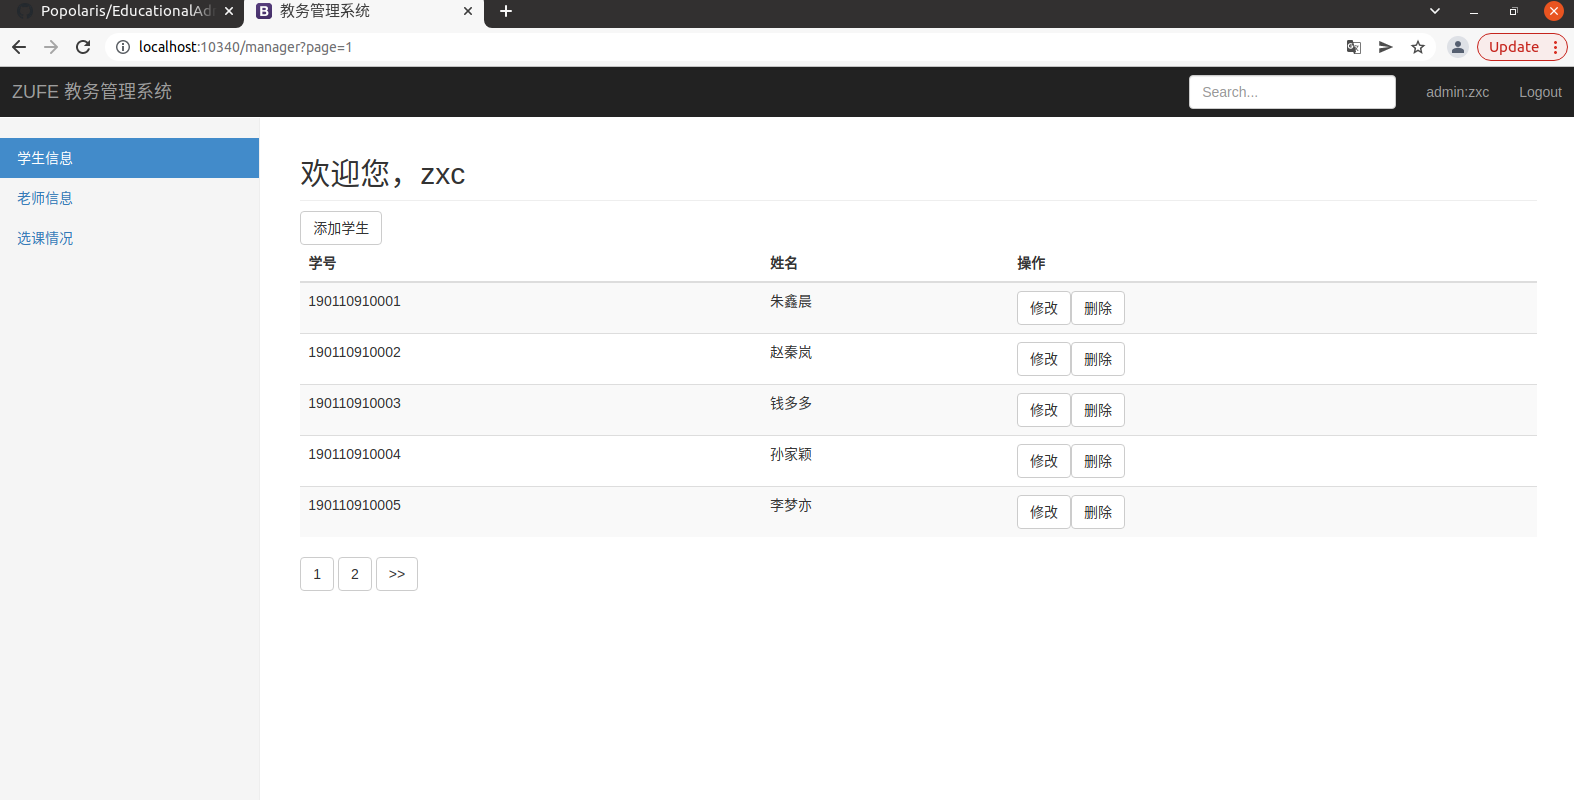 Popolaris/EducationalAd
教务管理系统
localhost:10340/manager?page=1
Update
ZUFE 教务管理系统
Search...
admin:zxc
Logout
学生信息
老师信息
选课情况
欢迎您，zxc
添加学生
学号 姓名 操作
190110910001 朱鑫晨 修改 删除
190110910002 赵秦岚 修改 删除
190110910003 钱多多 修改 删除
190110910004 孙家颖 修改 删除
190110910005 李梦亦 修改 删除
1 2 >>